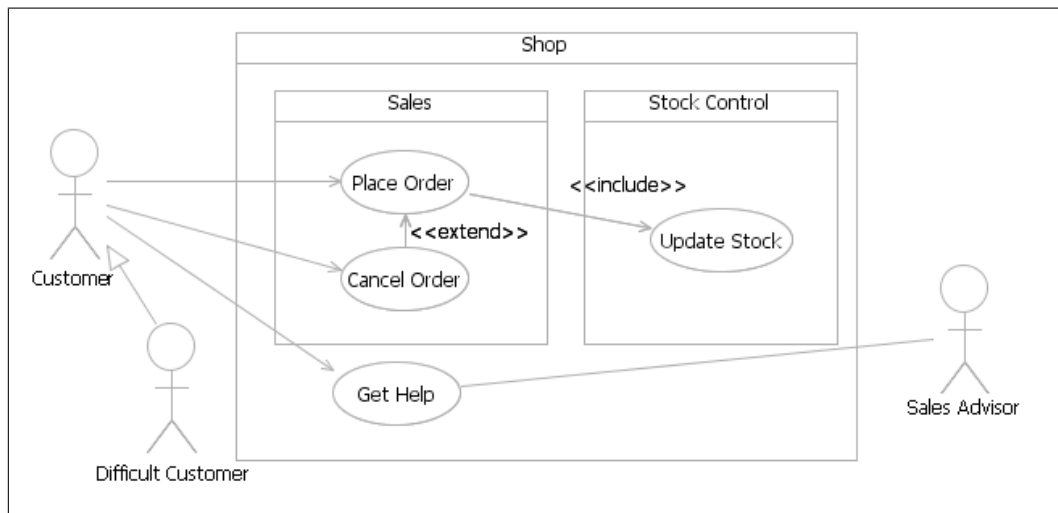 Shop
Sales
Stock Control
Place Order
<<include>>
<<extend>>
Update Stock
Customer
Cancel Order
Get Help
Sales Advisor
Difficult Customer